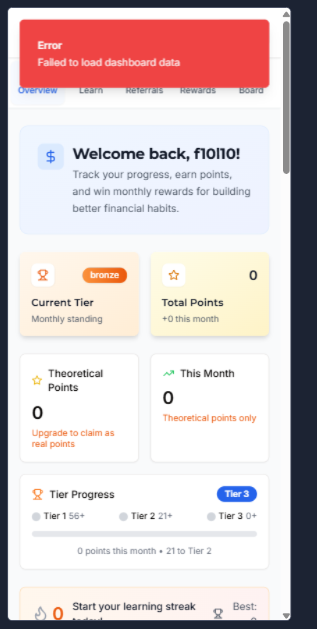 Error
Failed to load dashboard data
Overview Learn Referrals Rewards Board
Welcome back, f10l10!
Track your progress, earn points,
and win monthly rewards for building
better financial habits.
bronze
Current Tier
Monthly standing
0
Total Points
+0 this month
Theoretical
Points
0
Upgrade to claim as
real points
This Month
0
Theoretical points only
Tier Progress
Tier 3
Tier 1 56+
Tier 2 21+
Tier 3 0+
0 points this month • 21 to Tier 2
0
Start your learning streak
today!
Best:
0